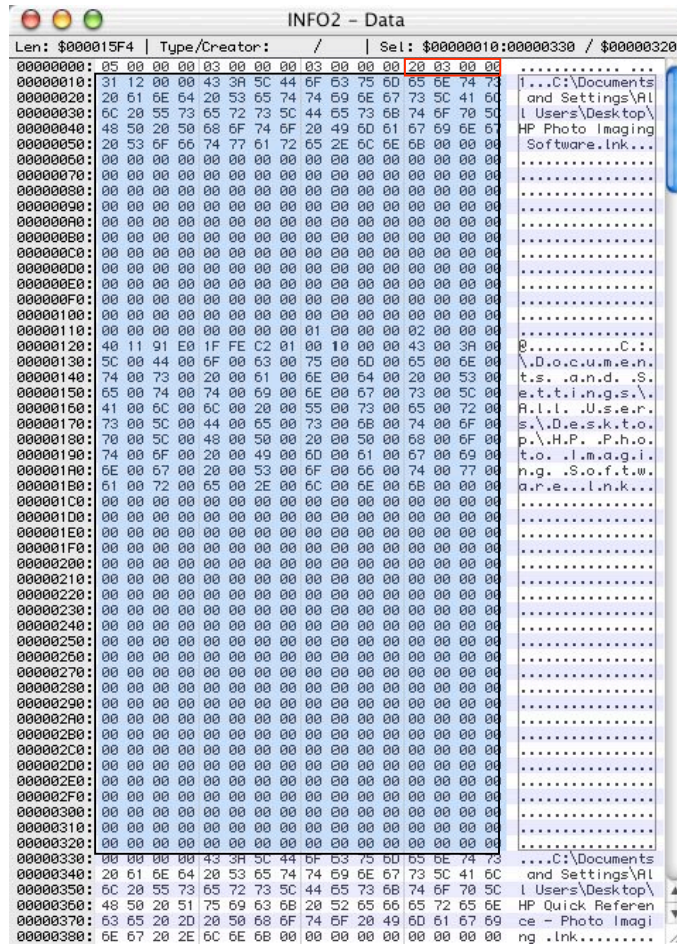 INFO2 – Data
Len: $000015F4 | Type/Creator: / | Sel: $00000010:00000330 / $00000320
00000000: 05 00 00 00 03 00 00 00 03 00 00 00 20 03 00 00 ............ ...
00000010: 31 12 00 00 43 3A 5C 44 6F 63 75 6D 65 6E 74 73 1...C:\Documents
00000020: 20 61 6E 64 20 53 65 74 74 69 6E 67 73 5C 41 6C and Settings\Al
00000030: 6C 20 55 73 65 72 73 5C 44 65 73 6B 74 6F 70 5C l Users\Desktop\
00000040: 48 50 20 50 68 6F 74 6F 20 49 6D 61 67 69 6E 67 HP Photo Imaging
00000050: 20 53 6F 66 74 77 61 72 65 2E 6C 6E 6B 00 00 00 Software.lnk...
00000060: 00 00 00 00 00 00 00 00 00 00 00 00 00 00 00 00 ................
00000070: 00 00 00 00 00 00 00 00 00 00 00 00 00 00 00 00 ................
00000080: 00 00 00 00 00 00 00 00 00 00 00 00 00 00 00 00 ................
00000090: 00 00 00 00 00 00 00 00 00 00 00 00 00 00 00 00 ................
000000A0: 00 00 00 00 00 00 00 00 00 00 00 00 00 00 00 00 ................
000000B0: 00 00 00 00 00 00 00 00 00 00 00 00 00 00 00 00 ................
000000C0: 00 00 00 00 00 00 00 00 00 00 00 00 00 00 00 00 ................
000000D0: 00 00 00 00 00 00 00 00 00 00 00 00 00 00 00 00 ................
000000E0: 00 00 00 00 00 00 00 00 00 00 00 00 00 00 00 00 ................
000000F0: 00 00 00 00 00 00 00 00 00 00 00 00 00 00 00 00 ................
00000100: 00 00 00 00 00 00 00 00 00 00 00 00 00 00 00 00 ................
00000110: 00 00 00 00 00 00 00 00 01 00 00 00 02 00 00 00 ................
00000120: 40 11 91 E0 1F FE C2 01 00 10 00 00 43 00 3A 00 @...........C.:.
00000130: 5C 00 44 00 6F 00 63 00 75 00 6D 00 65 00 6E 00 \.D.o.c.u.m.e.n.
00000140: 74 00 73 00 20 00 61 00 6E 00 64 00 20 00 53 00 t.s. .a.n.d. .S.
00000150: 65 00 74 00 74 00 69 00 6E 00 67 00 73 00 5C 00 e.t.t.i.n.g.s.\.
00000160: 41 00 6C 00 6C 00 20 00 55 00 73 00 65 00 72 00 A.l.l. .U.s.e.r.
00000170: 73 00 5C 00 44 00 65 00 73 00 6B 00 74 00 6F 00 s.\.D.e.s.k.t.o.
00000180: 70 00 5C 00 48 00 50 00 20 00 50 00 68 00 6F 00 p.\.H.P. .P.h.o.
00000190: 74 00 6F 00 20 00 49 00 6D 00 61 00 67 00 69 00 t.o. .I.m.a.g.i.
000001A0: 6E 00 67 00 20 00 53 00 6F 00 66 00 74 00 77 00 n.g. .S.o.f.t.w.
000001B0: 61 00 72 00 65 00 2E 00 6C 00 6E 00 6B 00 00 00 a.r.e...l.n.k...
000001C0: 00 00 00 00 00 00 00 00 00 00 00 00 00 00 00 00 ................
000001D0: 00 00 00 00 00 00 00 00 00 00 00 00 00 00 00 00 ................
000001E0: 00 00 00 00 00 00 00 00 00 00 00 00 00 00 00 00 ................
000001F0: 00 00 00 00 00 00 00 00 00 00 00 00 00 00 00 00 ................
00000200: 00 00 00 00 00 00 00 00 00 00 00 00 00 00 00 00 ................
00000210: 00 00 00 00 00 00 00 00 00 00 00 00 00 00 00 00 ................
00000220: 00 00 00 00 00 00 00 00 00 00 00 00 00 00 00 00 ................
00000230: 00 00 00 00 00 00 00 00 00 00 00 00 00 00 00 00 ................
00000240: 00 00 00 00 00 00 00 00 00 00 00 00 00 00 00 00 ................
00000250: 00 00 00 00 00 00 00 00 00 00 00 00 00 00 00 00 ................
00000260: 00 00 00 00 00 00 00 00 00 00 00 00 00 00 00 00 ................
00000270: 00 00 00 00 00 00 00 00 00 00 00 00 00 00 00 00 ................
00000280: 00 00 00 00 00 00 00 00 00 00 00 00 00 00 00 00 ................
00000290: 00 00 00 00 00 00 00 00 00 00 00 00 00 00 00 00 ................
000002A0: 00 00 00 00 00 00 00 00 00 00 00 00 00 00 00 00 ................
000002B0: 00 00 00 00 00 00 00 00 00 00 00 00 00 00 00 00 ................
000002C0: 00 00 00 00 00 00 00 00 00 00 00 00 00 00 00 00 ................
000002D0: 00 00 00 00 00 00 00 00 00 00 00 00 00 00 00 00 ................
000002E0: 00 00 00 00 00 00 00 00 00 00 00 00 00 00 00 00 ................
000002F0: 00 00 00 00 00 00 00 00 00 00 00 00 00 00 00 00 ................
00000300: 00 00 00 00 00 00 00 00 00 00 00 00 00 00 00 00 ................
00000310: 00 00 00 00 00 00 00 00 00 00 00 00 00 00 00 00 ................
00000320: 00 00 00 00 00 00 00 00 00 00 00 00 00 00 00 00 ................
00000330: 00 00 00 00 43 3A 5C 44 6F 63 75 6D 65 6E 74 73 ....C:\Documents
00000340: 20 61 6E 64 20 53 65 74 74 69 6E 67 73 5C 41 6C and Settings\Al
00000350: 6C 20 55 73 65 72 73 5C 44 65 73 6B 74 6F 70 5C l Users\Desktop\
00000360: 48 50 20 51 75 69 63 6B 20 52 65 66 65 72 65 6E HP Quick Referen
00000370: 63 65 20 2D 20 50 68 6F 74 6F 20 49 6D 61 67 69 ce - Photo Imagi
00000380: 6E 67 20 2E 6C 6E 6B 00 00 00 00 00 00 00 00 00 ng .lnk.........